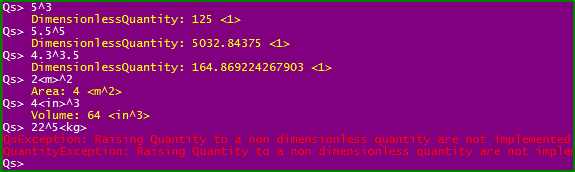 Qs> 5^3
DimensionlessQuantity: 125 <1>
Qs> 5.5^5
DimensionlessQuantity: 5032.84375 <1>
Qs> 4.3^3.5
DimensionlessQuantity: 164.869224267903 <1>
Qs> 2<m>^2
Area: 4 <m^2>
Qs> 4<in>^3
Volume: 64 <in^3>
Qs> 22^5<kg>
QsException: Raising Quantity to a non dimensionless quantity are not implemented
QuantityException: Raising Quantity to a non dimensionless quantity are not implem
Qs>